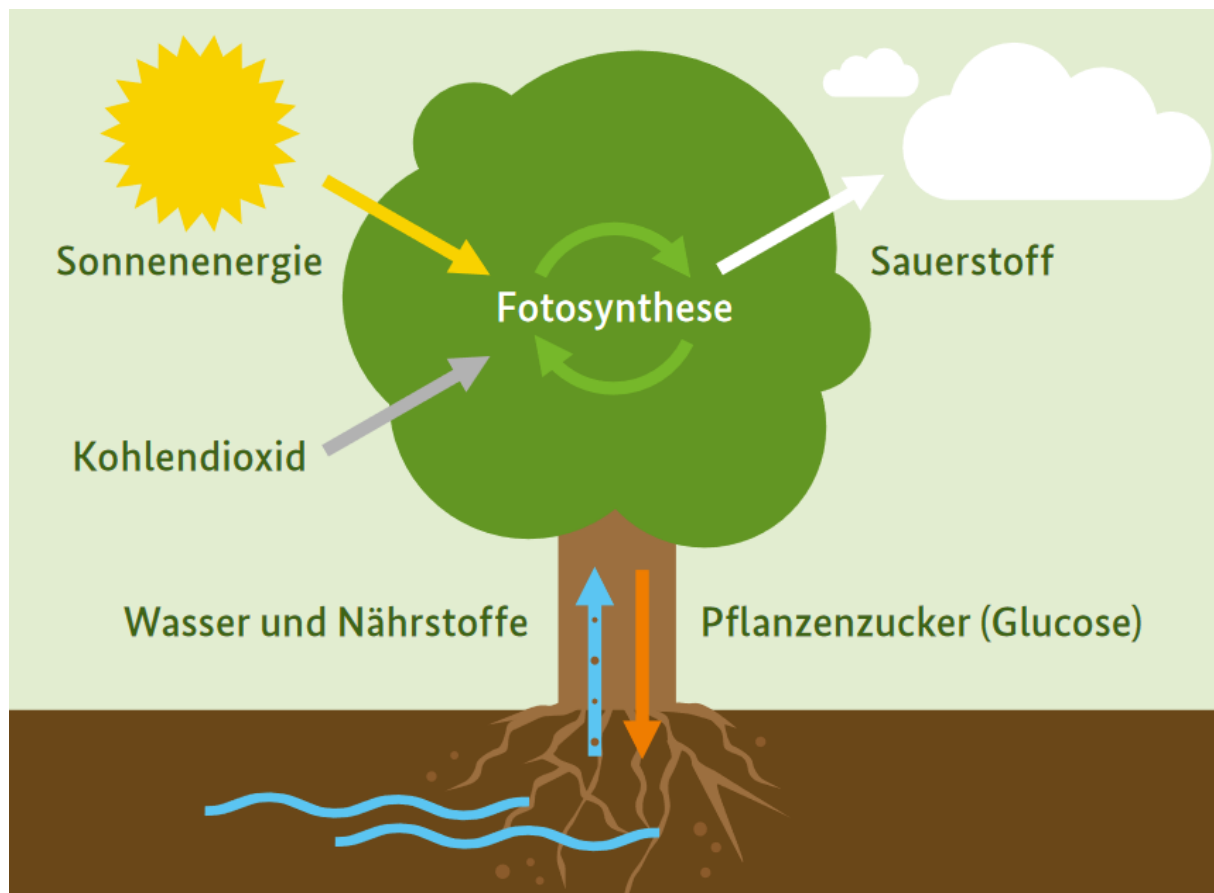 Sonnenenergie
Sauerstoff
Fotosynthese
Kohlendioxid
Wasser und Nährstoffe
Pflanzenzucker (Glucose)